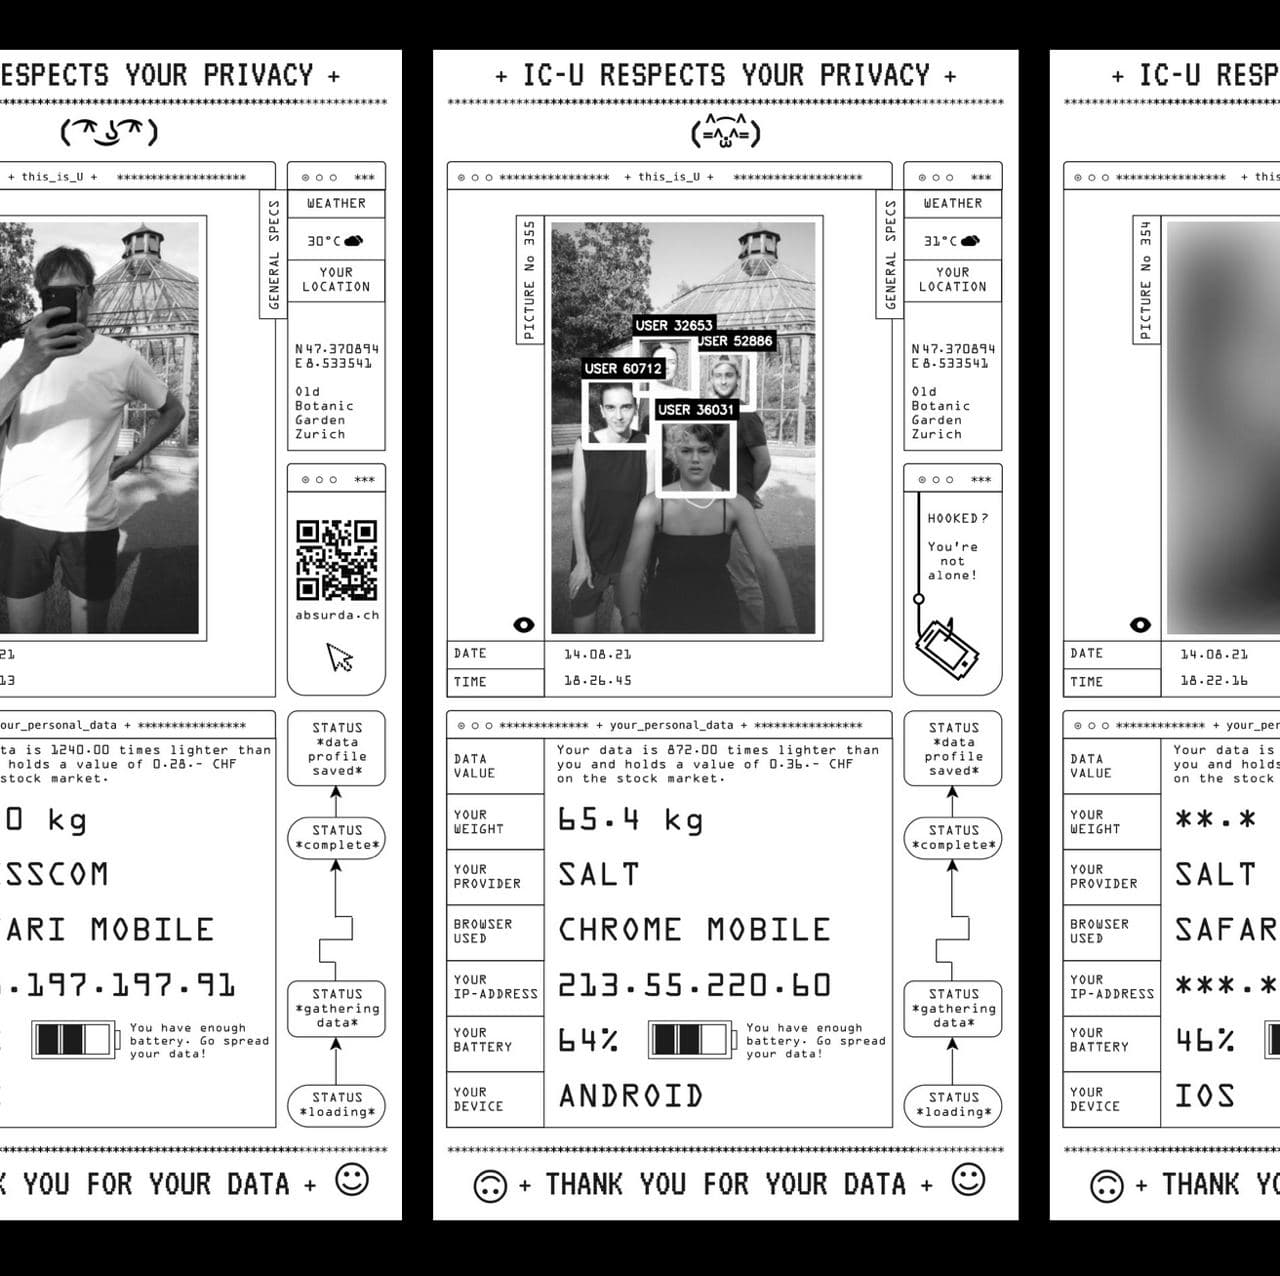 ESPECTS YOUR PRIVACY +
+ this_is_U +
GENERAL SPECS
WEATHER
30°C
YOUR
LOCATION
N47.370894
E8.533541
Old
Botanic
Garden
Zurich
absurda.ch
21
13
our_personal_data +
ta is 1240.00 times lighter than
holds a value of 0.28.- CHF
stock market.
0 kg
SSCOM
ARI MOBILE
.197.197.91
You have enough
battery. Go spread
your data!
STATUS
*data
profile
saved*
STATUS
*complete*
STATUS
*gathering
data*
STATUS
*loading*
YOU FOR YOUR DATA +
+ IC-U RESPECTS YOUR PRIVACY +
(=^ω^=)
+ this_is_U +
PICTURE No 355
USER 32653
USER 52886
USER 60712
USER 36031
GENERAL SPECS
WEATHER
31°C
YOUR
LOCATION
N47.370894
E8.533541
Old
Botanic
Garden
Zurich
HOOKED?
You're
not
alone!
DATE 14.08.21
TIME 18.26.45
+ your_personal_data +
DATA
VALUE
Your data is 872.00 times lighter than
you and holds a value of 0.36.- CHF
on the stock market.
YOUR
WEIGHT
65.4 kg
YOUR
PROVIDER
SALT
BROWSER
USED
CHROME MOBILE
YOUR
IP-ADDRESS
213.55.220.60
YOUR
BATTERY
64%
You have enough
battery. Go spread
your data!
YOUR
DEVICE
ANDROID
STATUS
*data
profile
saved*
STATUS
*complete*
STATUS
*gathering
data*
STATUS
*loading*
+ THANK YOU FOR YOUR DATA +
+ IC-U RESP
+ this
PICTURE No 354
DATE 14.08.21
TIME 18.22.16
+ your_per
DATA
VALUE
Your data is
you and holds
on the stock
YOUR
WEIGHT
**.*
YOUR
PROVIDER
SALT
BROWSER
USED
SAFAR
YOUR
IP-ADDRESS
***.*
YOUR
BATTERY
46%
YOUR
DEVICE
IOS
+ THANK YO